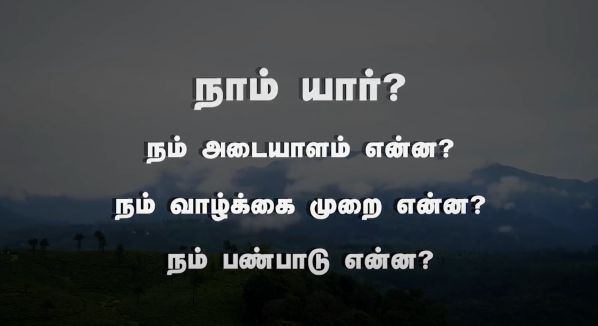 நாம் யார்?
நம் அடையாளம் என்ன?
நம் வாழ்க்கை முறை என்ன?
நம் பண்பாடு என்ன?